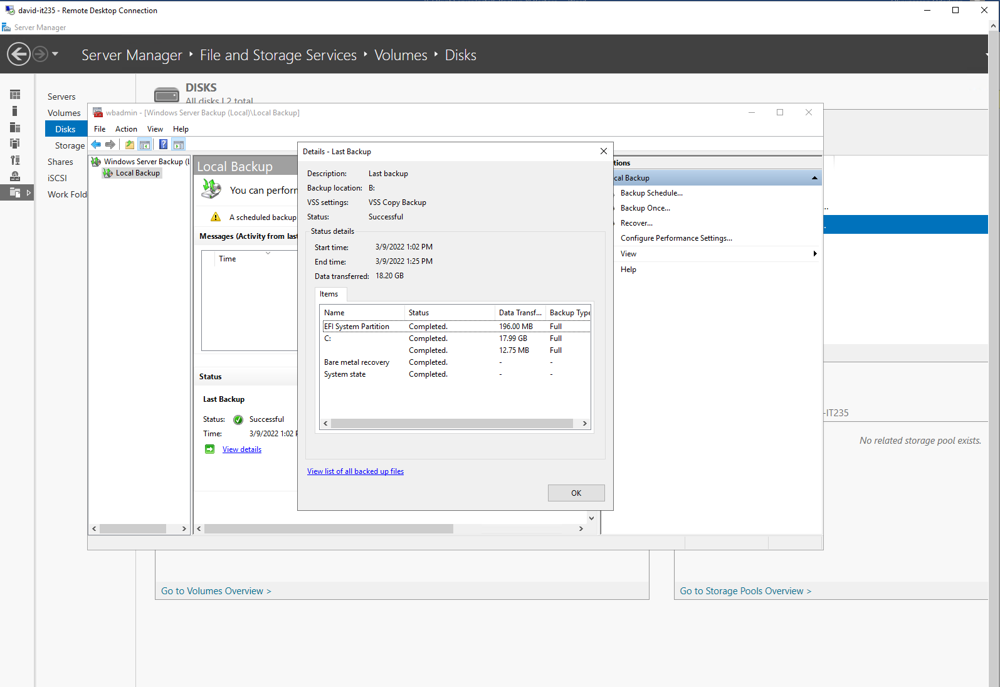 david-it235 - Remote Desktop Connection
Server Manager
Server Manager ‣ File and Storage Services ‣ Volumes ‣ Disks
Servers
Volumes
Disks
Storage
Shares
iSCSI
Work Fold
DISKS
All disks | 2 total
wbadmin - [Windows Server Backup (Local)\Local Backup]
File Action View Help
Windows Server Backup (L
Local Backup
Local Backup
You can perforn
A scheduled backup
Messages (Activity from last
Time
Status
Last Backup
Status: Successful
Time: 3/9/2022 1:02 P
View details
Details - Last Backup
Description: Last backup
Backup location: B:
VSS settings: VSS Copy Backup
Status: Successful
Status details
Start time: 3/9/2022 1:02 PM
End time: 3/9/2022 1:25 PM
Data transferred: 18.20 GB
Items
Name Status Data Transf... Backup Type
EFI System Partition Completed. 196.00 MB Full
C: Completed. 17.99 GB Full
Completed. 12.75 MB Full
Bare metal recovery Completed. - -
System state Completed. - -
View list of all backed up files
OK
tions
cal Backup
Backup Schedule...
Backup Once...
Recover...
Configure Performance Settings...
View
Help
-IT235
No related storage pool exists.
Go to Volumes Overview >
Go to Storage Pools Overview >